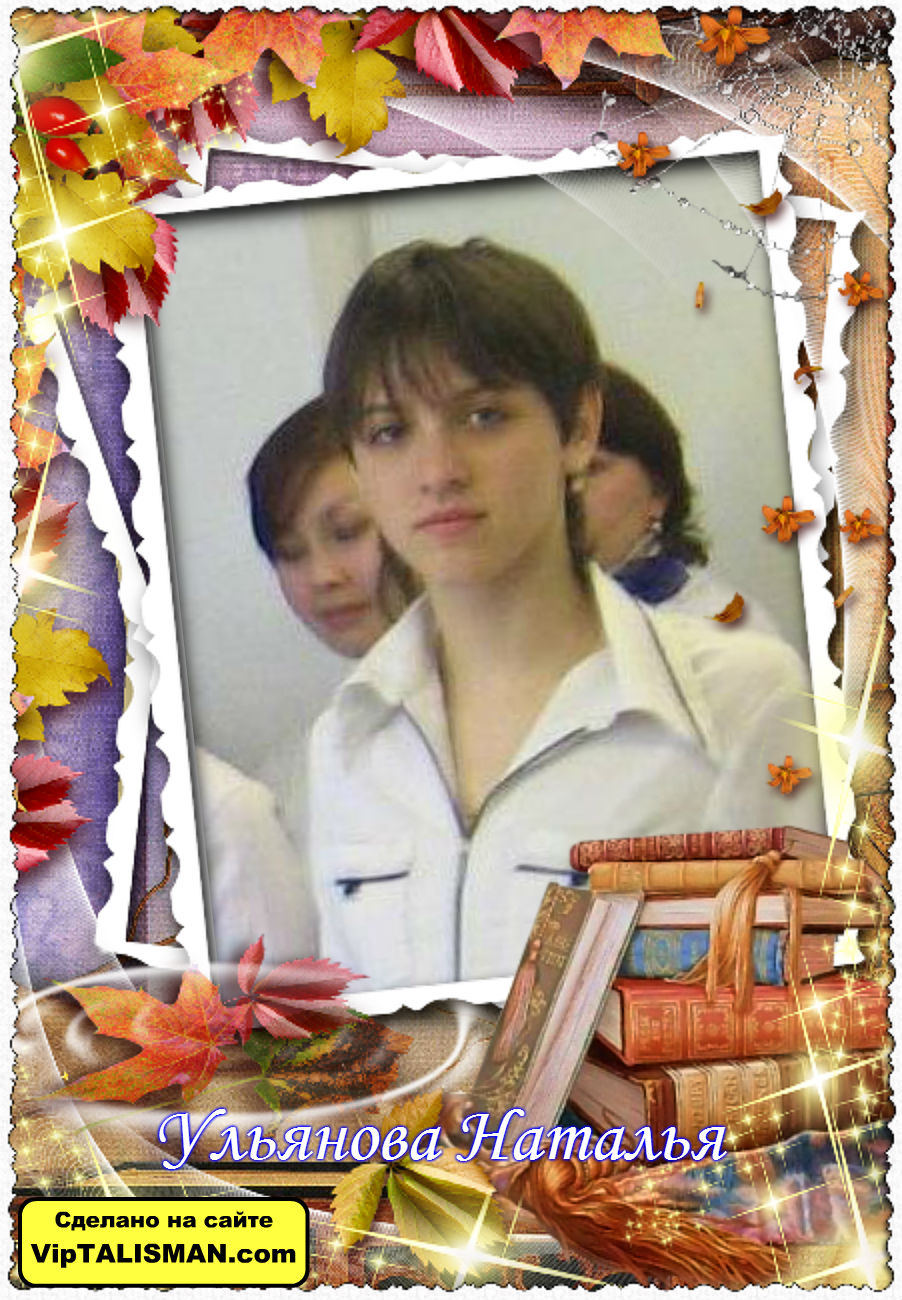 Ульянова Наталья
Сделано на сайте
VipTALISMAN.com